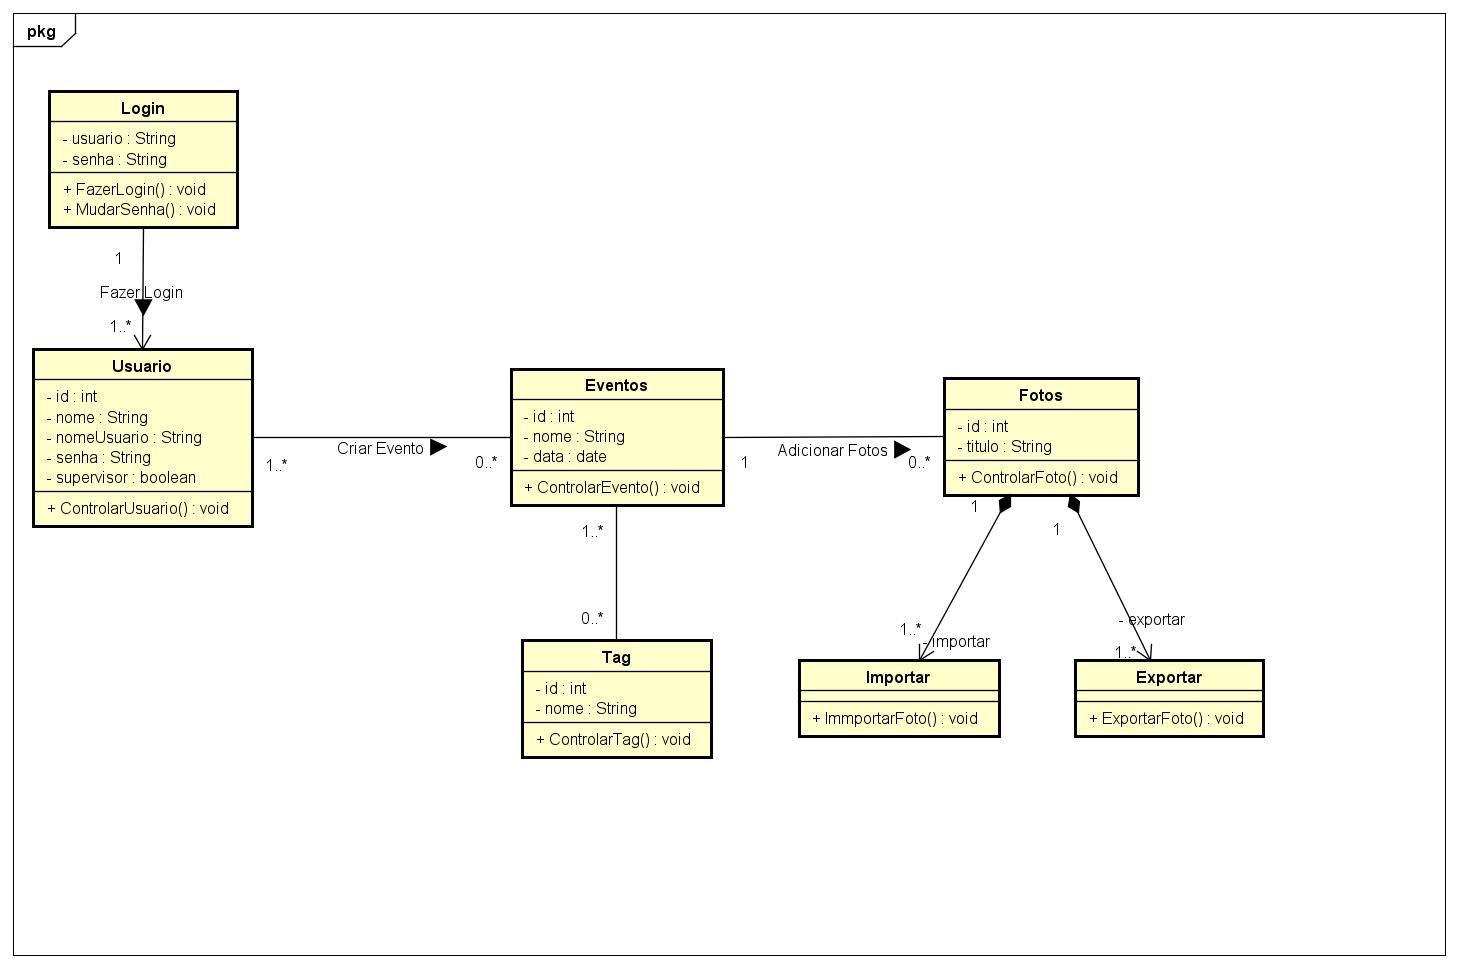 pkg
Login
- usuario : String
- senha : String
+ FazerLogin() : void
+ MudarSenha() : void
1
Fazer Login
1..*
Usuario
- id : int
- nome : String
- nomeUsuario : String
- senha : String
- supervisor : boolean
+ ControlarUsuario() : void
1..*
Criar Evento
0..*
Eventos
- id : int
- nome : String
- data : date
+ ControlarEvento() : void
1
Adicionar Fotos
0..*
Fotos
- id : int
- titulo : String
+ ControlarFoto() : void
1..*
0..*
Tag
- id : int
- nome : String
+ ControlarTag() : void
1
1..*
- importar
Importar
+ ImmportarFoto() : void
1
- exportar
1..*
Exportar
+ ExportarFoto() : void